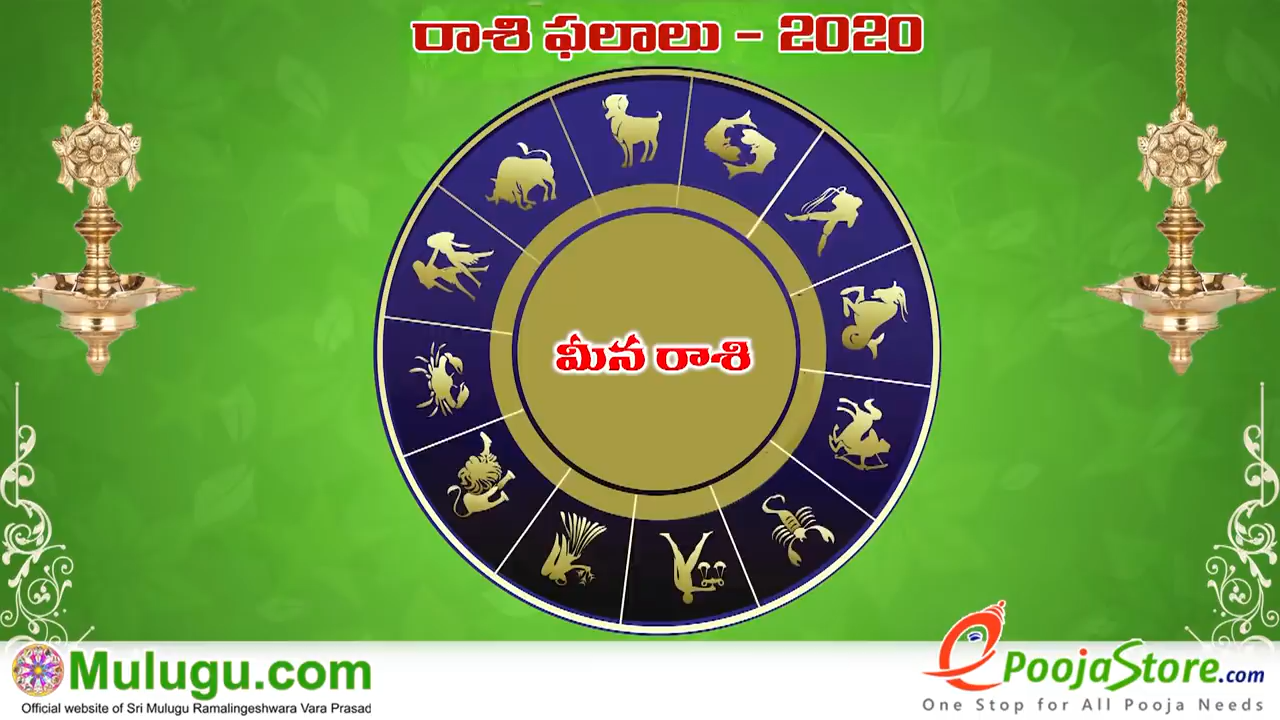 రాశి ఫలాలు - 2020
మీన రాశి
Mulugu.com
Official website of Sri Mulugu Ramalingeshwara Vara Prasad
ePoojaStore.com
One Stop for All Pooja Needs